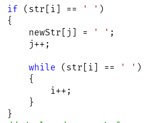 if (str[i] == ' ')
{
    newStr[j] = ' ';
    j++;

    while (str[i] == ' ')
    {
        i++;
    }
}